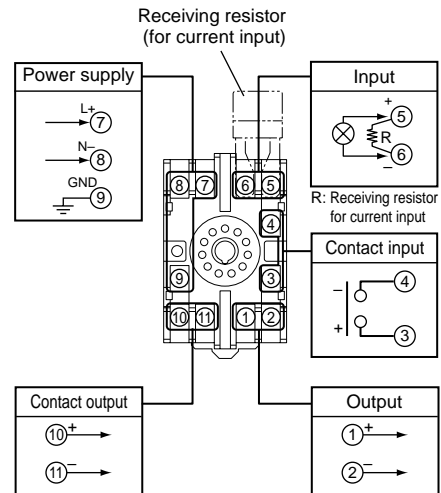 Receiving resistor
(for current input)
Power supply
L+
7
N−
8
GND
9
Input
+
5
R
6
−
R: Receiving resistor
for current input
8 7 6 5
4
9 3
10 11 1 2
Contact input
−
4
+
3
Contact output
10 +
11 −
Output
1 +
2 −